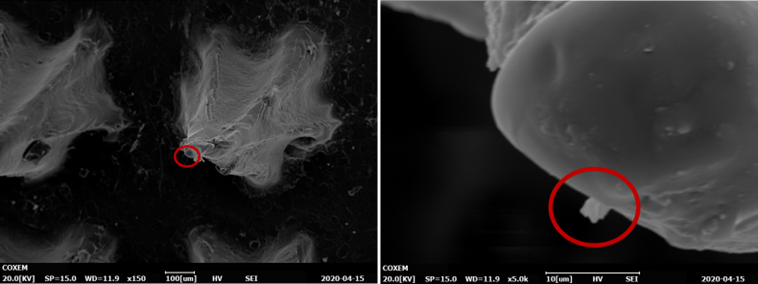 COXEM
20.0[KV] SP=15.0 WD=11.9 x150 100[um] HV SEI 2020-04-15
COXEM
20.0[KV] SP=15.0 WD=11.9 x5.0k 10[um] HV SEI 2020-04-15